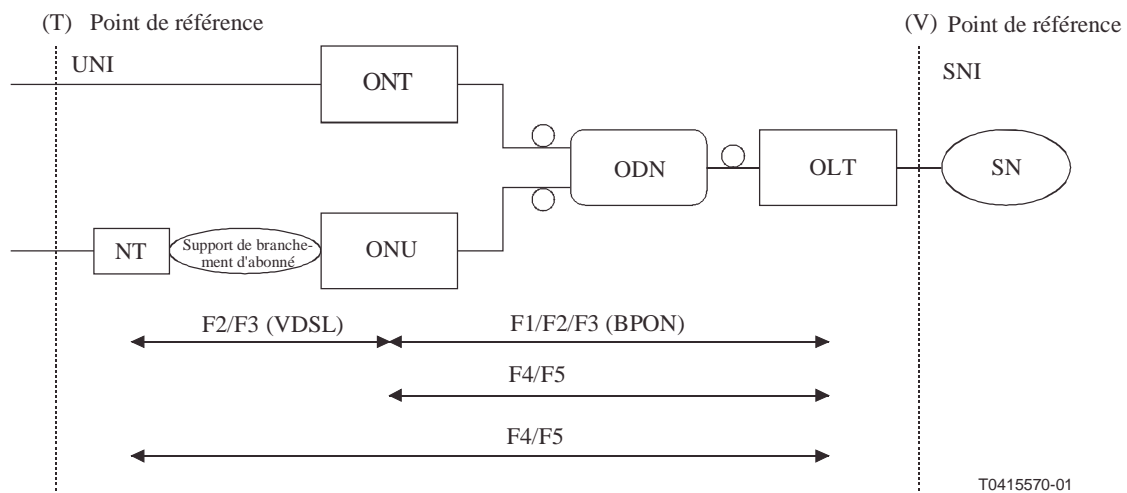 (T) Point de référence
(V) Point de référence
UNI
SNI
ONT
ODN
OLT
SN
NT
Support de branche-
ment d'abonné
ONU
F2/F3 (VDSL)
F1/F2/F3 (BPON)
F4/F5
F4/F5
T0415570-01